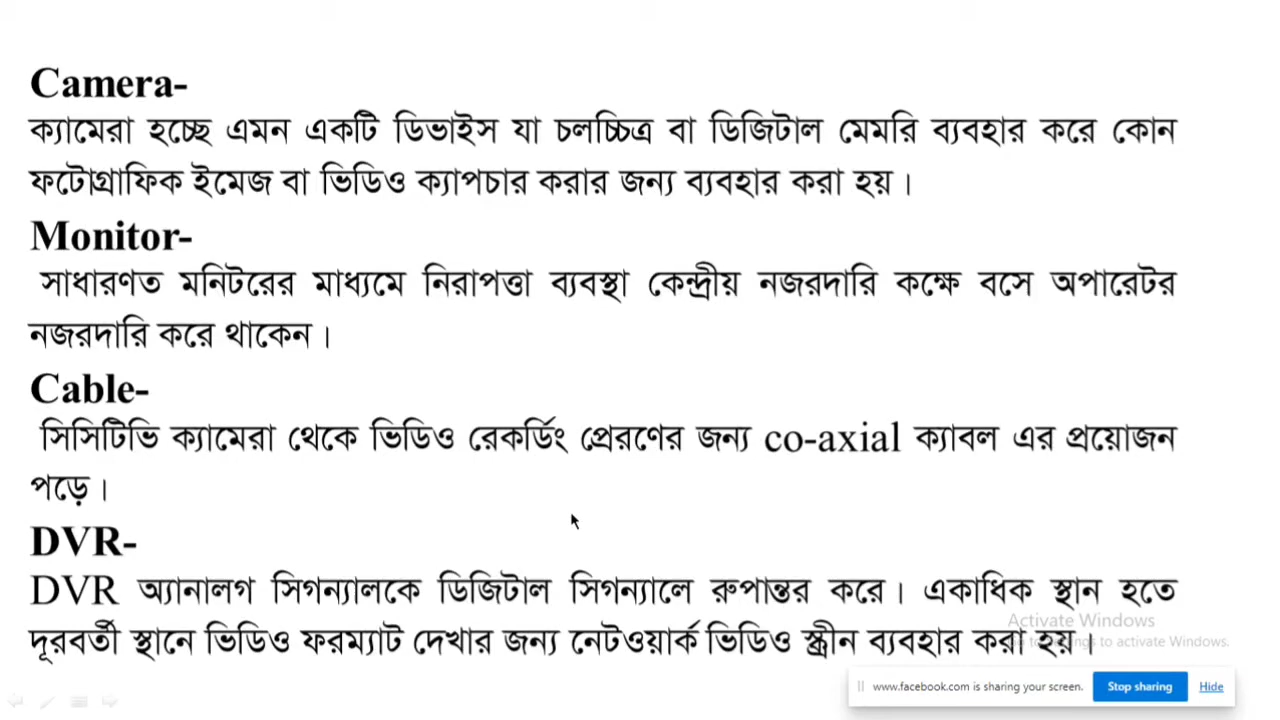 Camera-
ক্যামেরা হচ্ছে এমন একটি ডিভাইস যা চলচ্চিত্র বা ডিজিটাল মেমরি ব্যবহার করে কোন
ফটোগ্রাফিক ইমেজ বা ভিডিও ক্যাপচার করার জন্য ব্যবহার করা হয়।
Monitor-
সাধারণত মনিটরের মাধ্যমে নিরাপত্তা ব্যবস্থা কেন্দ্রীয় নজরদারি কক্ষে বসে অপারেটর
নজরদারি করে থাকেন।
Cable-
সিসিটিভি ক্যামেরা থেকে ভিডিও রেকর্ডিং প্রেরণের জন্য co-axial ক্যাবল এর প্রয়োজন
পড়ে।
DVR-
DVR অ্যানালগ সিগন্যালকে ডিজিটাল সিগন্যালে রুপান্তর করে। একাধিক স্থান হতে
দূরবর্তী স্থানে ভিডিও ফরম্যাট দেখার জন্য নেটওয়ার্ক ভিডিও স্ক্রীন ব্যবহার করা হয়।
Activate Windows
to activate Windows.
www.facebook.com is sharing your screen.
Stop sharing
Hide